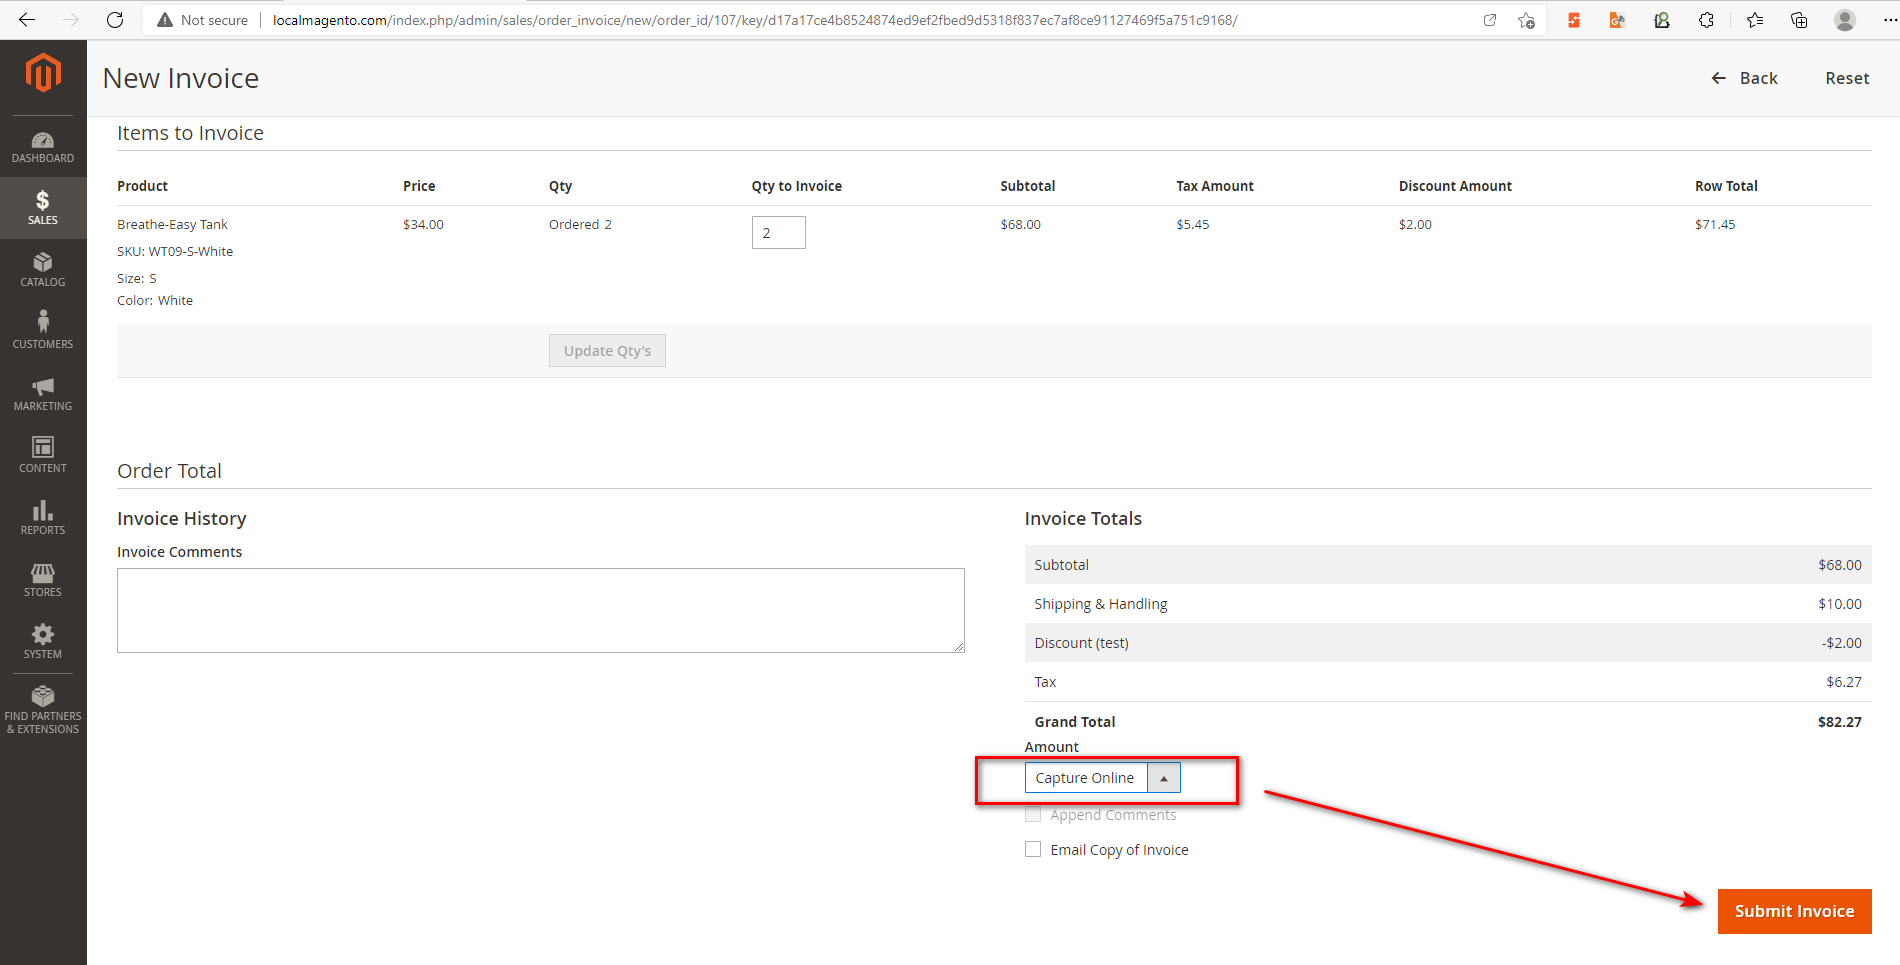 Not secure | localmagento.com/index.php/admin/sales/order_invoice/new/order_id/107/key/d17a17ce4b8524874ed9ef2fbed9d5318f837ec7af8ce91127469f5a751c9168/
New Invoice
Back
Reset
DASHBOARD
SALES
CATALOG
CUSTOMERS
MARKETING
CONTENT
REPORTS
STORES
SYSTEM
FIND PARTNERS
& EXTENSIONS
Items to Invoice
Product Price Qty Qty to Invoice Subtotal Tax Amount Discount Amount Row Total
Breathe-Easy Tank $34.00 Ordered 2 2 $68.00 $5.45 $2.00 $71.45
SKU: WT09-S-White
Size: S
Color: White
Update Qty's
Order Total
Invoice History
Invoice Comments
Invoice Totals
Subtotal $68.00
Shipping & Handling $10.00
Discount (test) -$2.00
Tax $6.27
Grand Total $82.27
Amount
Capture Online
Append Comments
Email Copy of Invoice
Submit Invoice